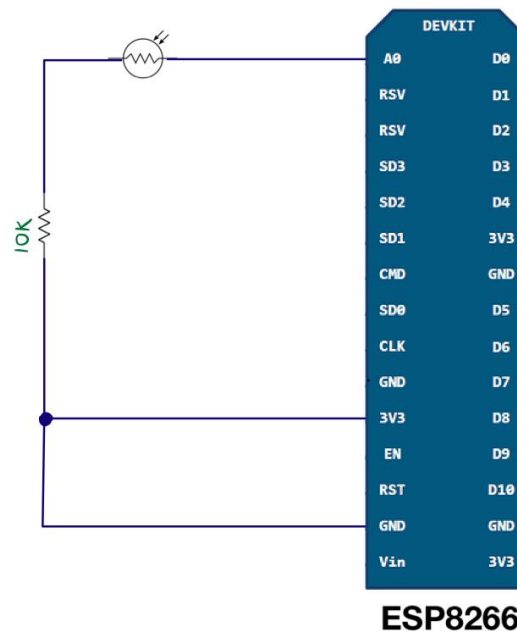 DEVKIT
A0 D0
RSV D1
RSV D2
SD3 D3
SD2 D4
SD1 3V3
CMD GND
SD0 D5
CLK D6
GND D7
3V3 D8
EN D9
RST D10
GND GND
Vin 3V3
10K
ESP8266